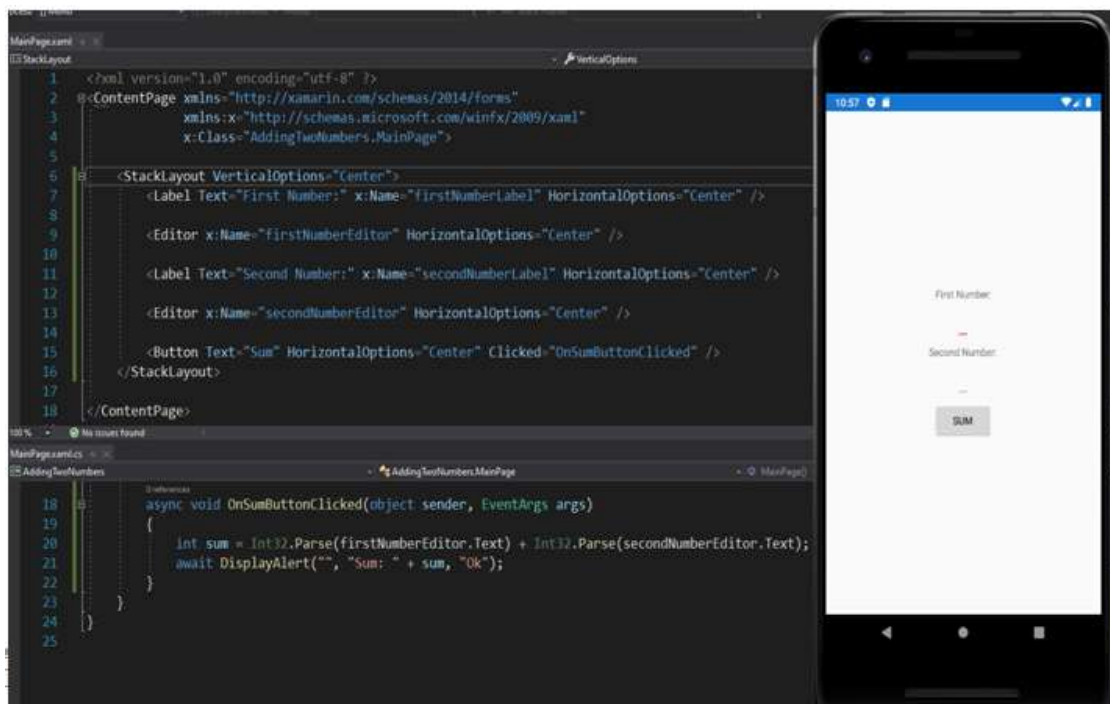 MainPage.xaml
StackLayout
VerticalOptions
1 <?xml version="1.0" encoding="utf-8" ?>
2 <ContentPage xmlns="http://xamarin.com/schemas/2014/forms"
3 xmlns:x="http://schemas.microsoft.com/winfx/2009/xaml"
4 x:Class="AddingTwoNumbers.MainPage">
5
6 <StackLayout VerticalOptions="Center">
7 <Label Text="First Number:" x:Name="firstNumberLabel" HorizontalOptions="Center" />
8
9 <Editor x:Name="firstNumberEditor" HorizontalOptions="Center" />
10
11 <Label Text="Second Number:" x:Name="secondNumberLabel" HorizontalOptions="Center" />
12
13 <Editor x:Name="secondNumberEditor" HorizontalOptions="Center" />
14
15 <Button Text="Sum" HorizontalOptions="Center" Clicked="OnSumButtonClicked" />
16 </StackLayout>
17
18 </ContentPage>
100 % No issues found
MainPage.xaml.cs
AddingTwoNumbers AddingTwoNumbers.MainPage MainPage()
0 references
18 async void OnSumButtonClicked(object sender, EventArgs args)
19 {
20 int sum = Int32.Parse(firstNumberEditor.Text) + Int32.Parse(secondNumberEditor.Text);
21 await DisplayAlert("", "Sum: " + sum, "Ok");
22 }
23 }
24 }
25
10:57
First Number:
Second Number:
SUM